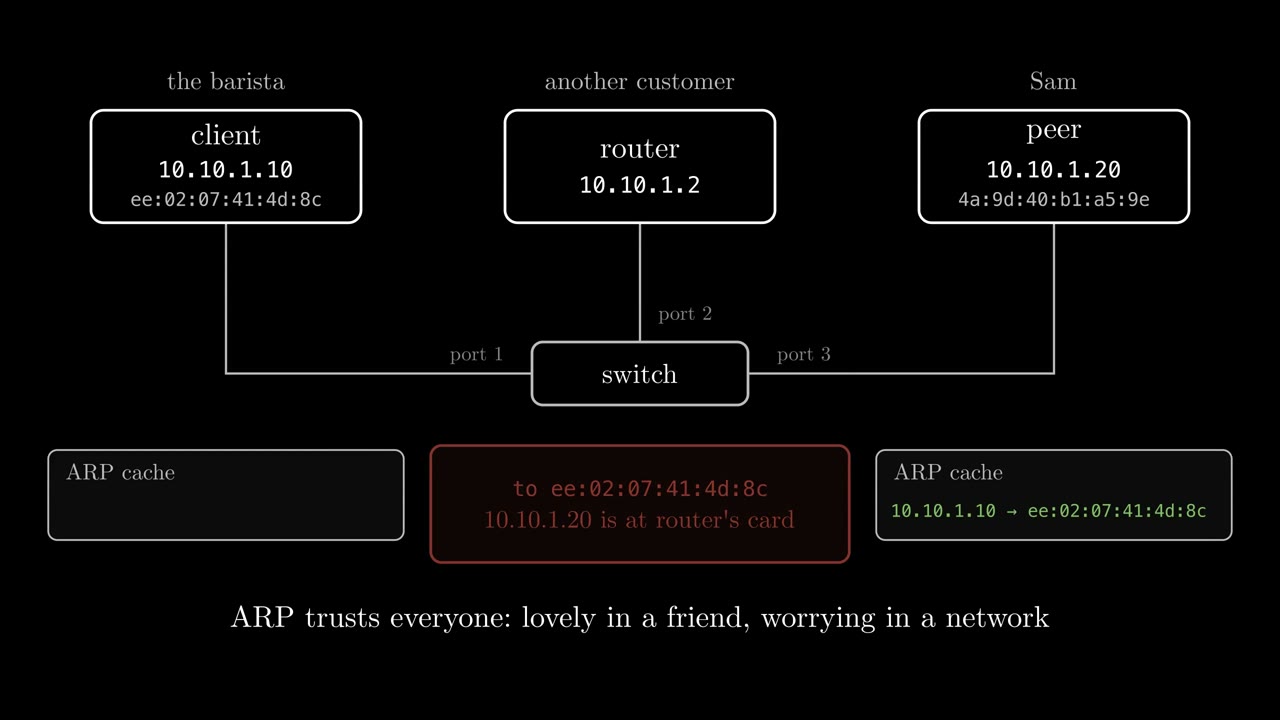 the barista
another customer
Sam
client
10.10.1.10
ee:02:07:41:4d:8c
router
10.10.1.2
peer
10.10.1.20
4a:9d:40:b1:a5:9e
port 2
port 1
port 3
switch
ARP cache
to ee:02:07:41:4d:8c
10.10.1.20 is at router's card
ARP cache
10.10.1.10 → ee:02:07:41:4d:8c
ARP trusts everyone: lovely in a friend, worrying in a network